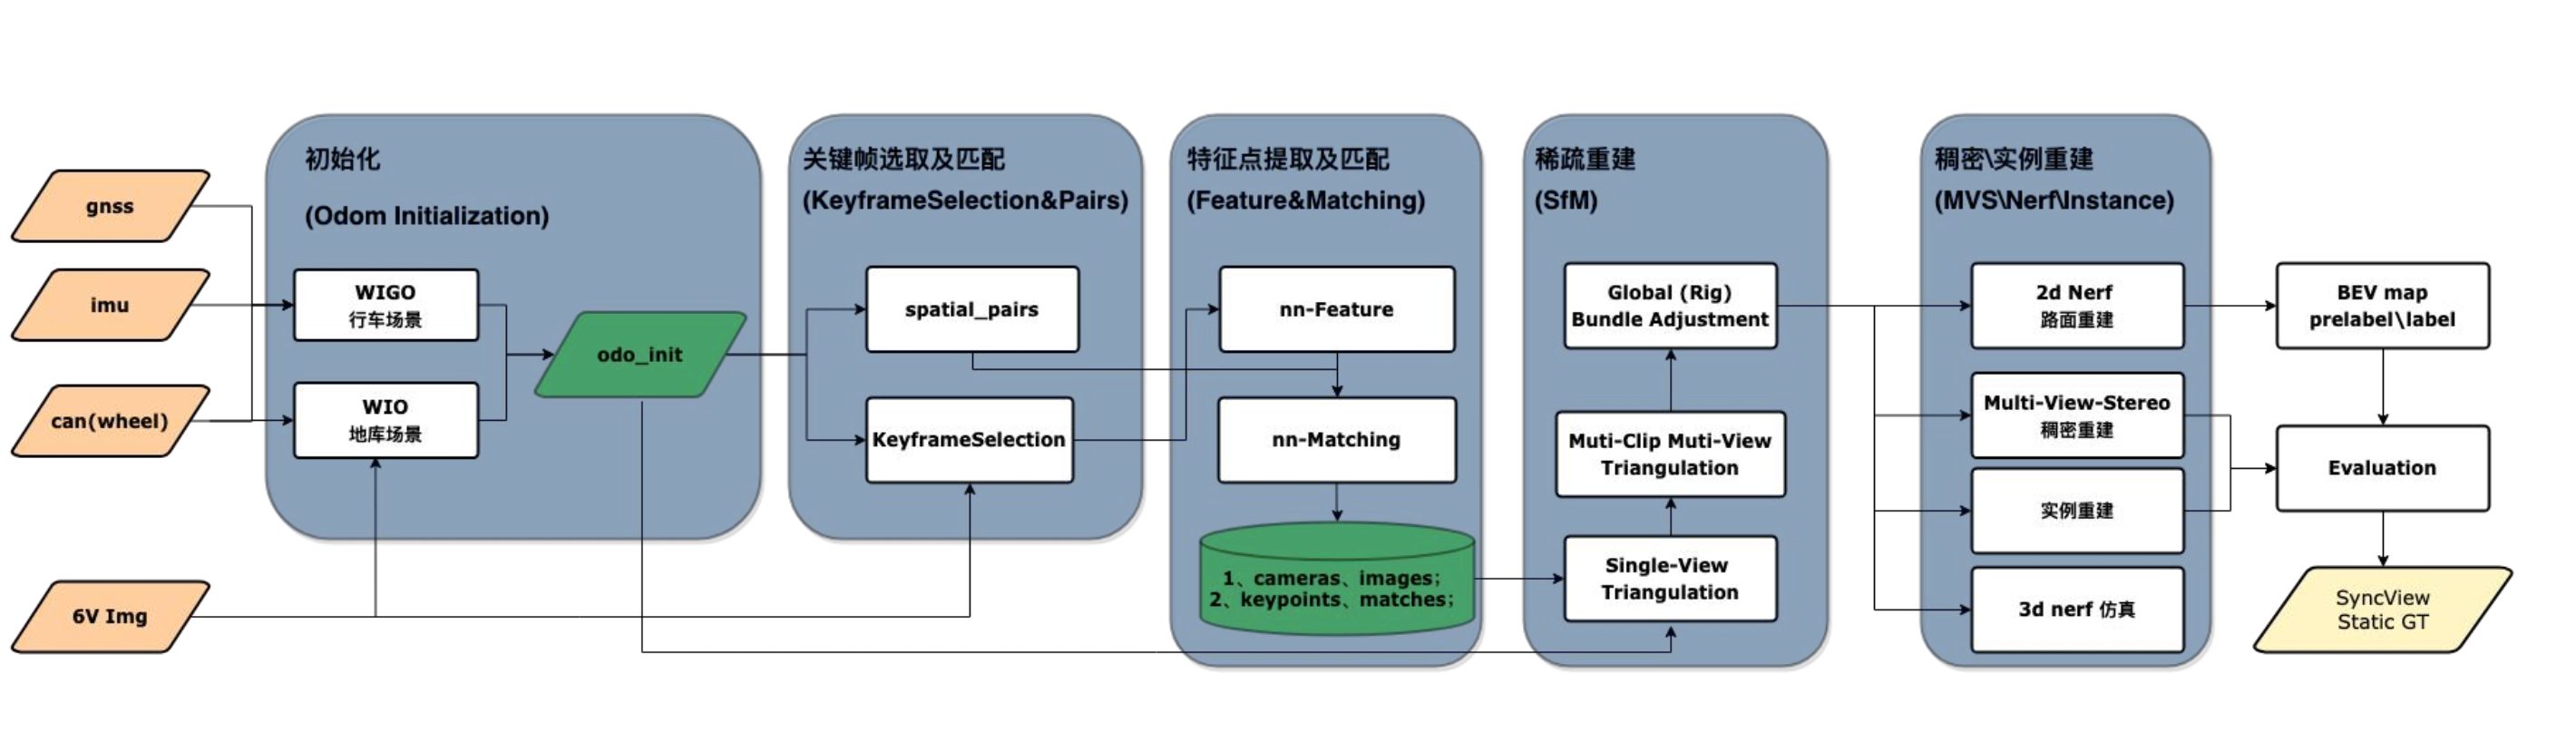 gnss
imu
can(wheel)
6V Img
初始化
(Odom Initialization)
WIGO
行车场景
WIO
地库场景
odo_init
关键帧选取及匹配
(KeyframeSelection&Pairs)
spatial_pairs
KeyframeSelection
特征点提取及匹配
(Feature&Matching)
nn-Feature
nn-Matching
1、cameras、images;
2、keypoints、matches;
稀疏重建
(SfM)
Global (Rig)
Bundle Adjustment
Muti-Clip Muti-View
Triangulation
Single-View
Triangulation
稠密\实例重建
(MVS\Nerf\Instance)
2d Nerf
路面重建
Multi-View-Stereo
稠密重建
实例重建
3d nerf 仿真
BEV map
prelabel\label
Evaluation
SyncView
Static GT